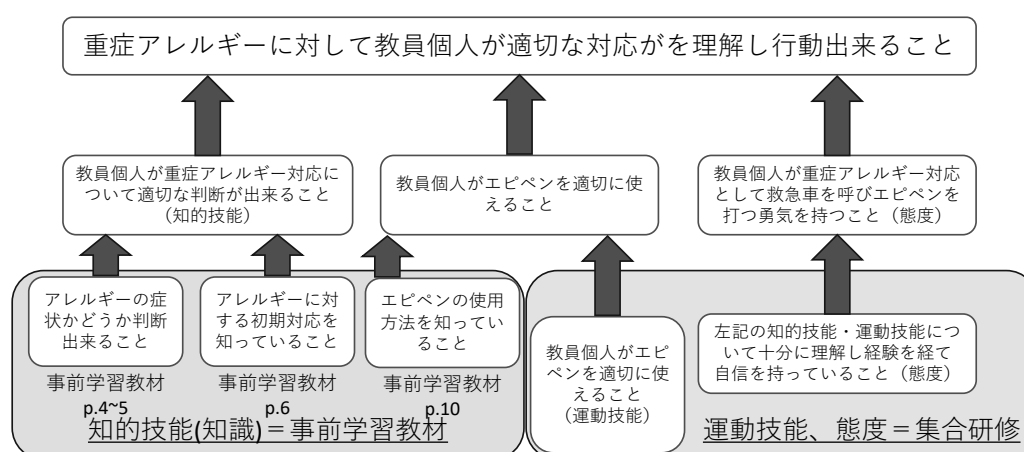 重症アレルギーに対して教員個人が適切な対応がを理解し行動出来ること
教員個人が重症アレルギー対応に
ついて適切な判断が出来ること
（知的技能）
教員個人がエピペンを適切に使
えること
教員個人が重症アレルギー対応
として救急車を呼びエピペンを
打つ勇気を持つこと（態度）
アレルギーの症
状かどうか判断
出来ること
アレルギーに対
する初期対応を
知っていること
エピペンの使用
方法を知ってい
ること
教員個人がエピ
ペンを適切に使
えること
（運動技能）
左記の知的技能・運動技能につ
いて十分に理解し経験を経て
自信を持っていること（態度）
事前学習教材
p.4~5
事前学習教材
p.6
事前学習教材
p.10
知的技能(知識)＝事前学習教材
運動技能、態度＝集合研修